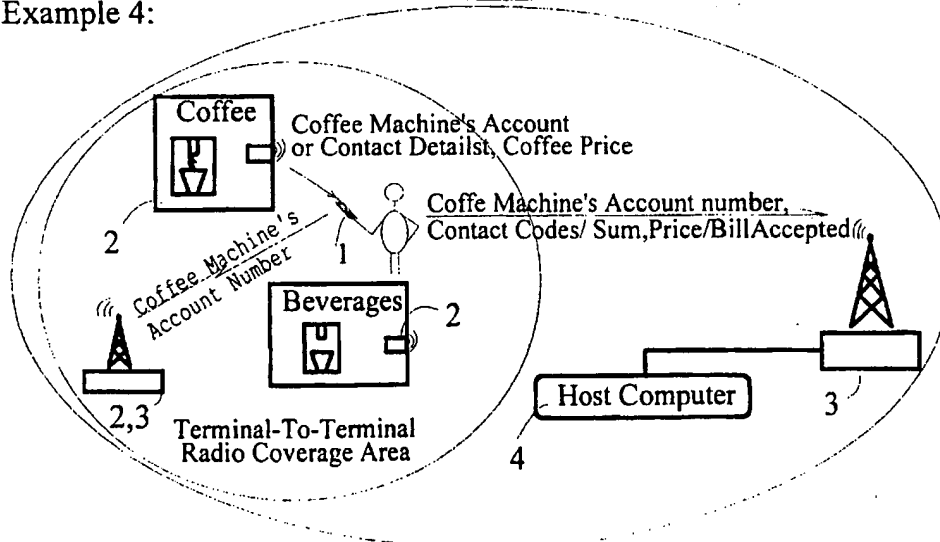 Example 4:
Coffee
Coffee Machine's Account
or Contact Detailst, Coffee Price
2
1
Coffe Machine's Account number,
Contact Codes/ Sum,Price/BillAccepted
Coffee Machine's
Account Number
Beverages
2
2,3
Terminal-To-Terminal
Radio Coverage Area
Host Computer
4
3